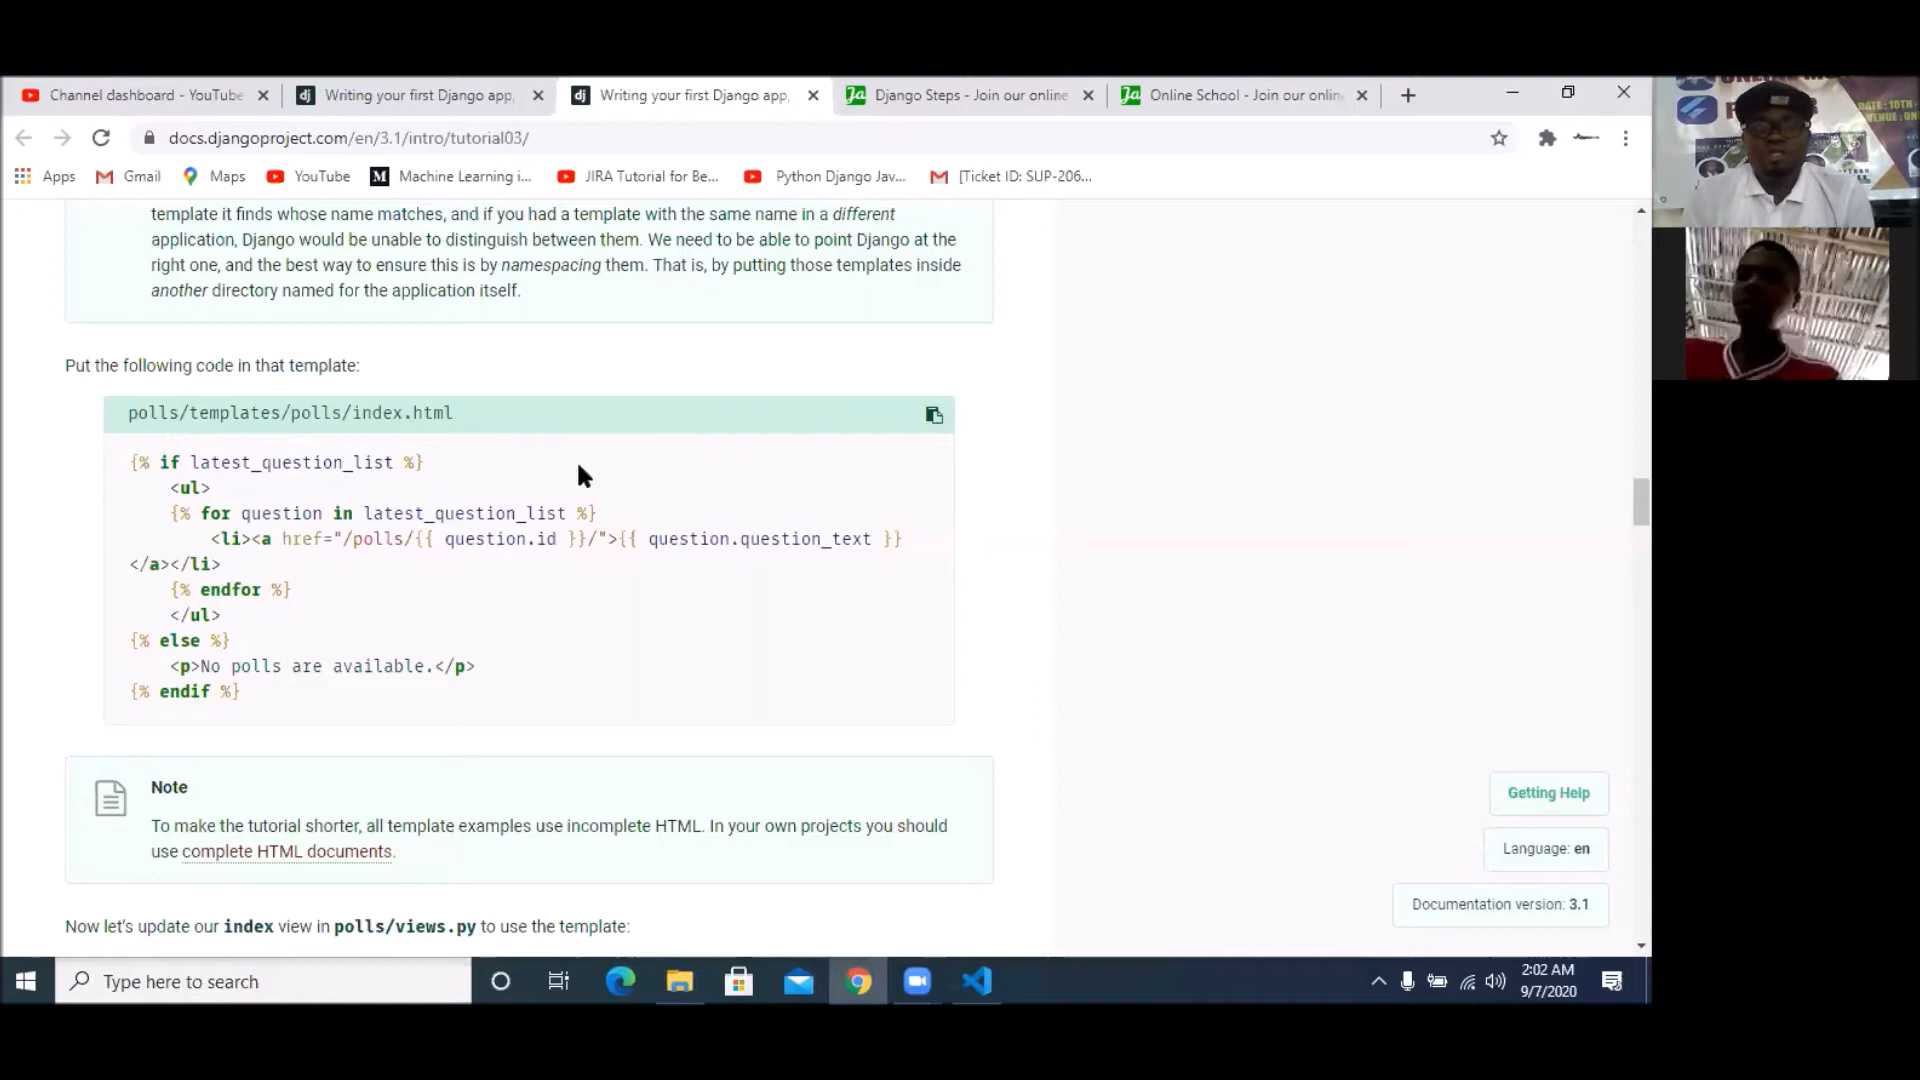 Channel dashboard - YouTube
Writing your first Django app,
Writing your first Django app,
Django Steps - Join our online
Online School - Join our onlin
docs.djangoproject.com/en/3.1/intro/tutorial03/
Apps
Gmail
Maps
YouTube
Machine Learning i...
JIRA Tutorial for Be...
Python Django Jav...
[Ticket ID: SUP-206...
template it finds whose name matches, and if you had a template with the same name in a different
application, Django would be unable to distinguish between them. We need to be able to point Django at the
right one, and the best way to ensure this is by namespacing them. That is, by putting those templates inside
another directory named for the application itself.
Put the following code in that template:
polls/templates/polls/index.html
{% if latest_question_list %}
<ul>
{% for question in latest_question_list %}
<li><a href="/polls/{{ question.id }}/">{{ question.question_text }}
</a></li>
{% endfor %}
</ul>
{% else %}
<p>No polls are available.</p>
{% endif %}
Note
To make the tutorial shorter, all template examples use incomplete HTML. In your own projects you should
use complete HTML documents.
Now let's update our index view in polls/views.py to use the template:
Getting Help
Language: en
Documentation version: 3.1
Type here to search
2:02 AM
9/7/2020